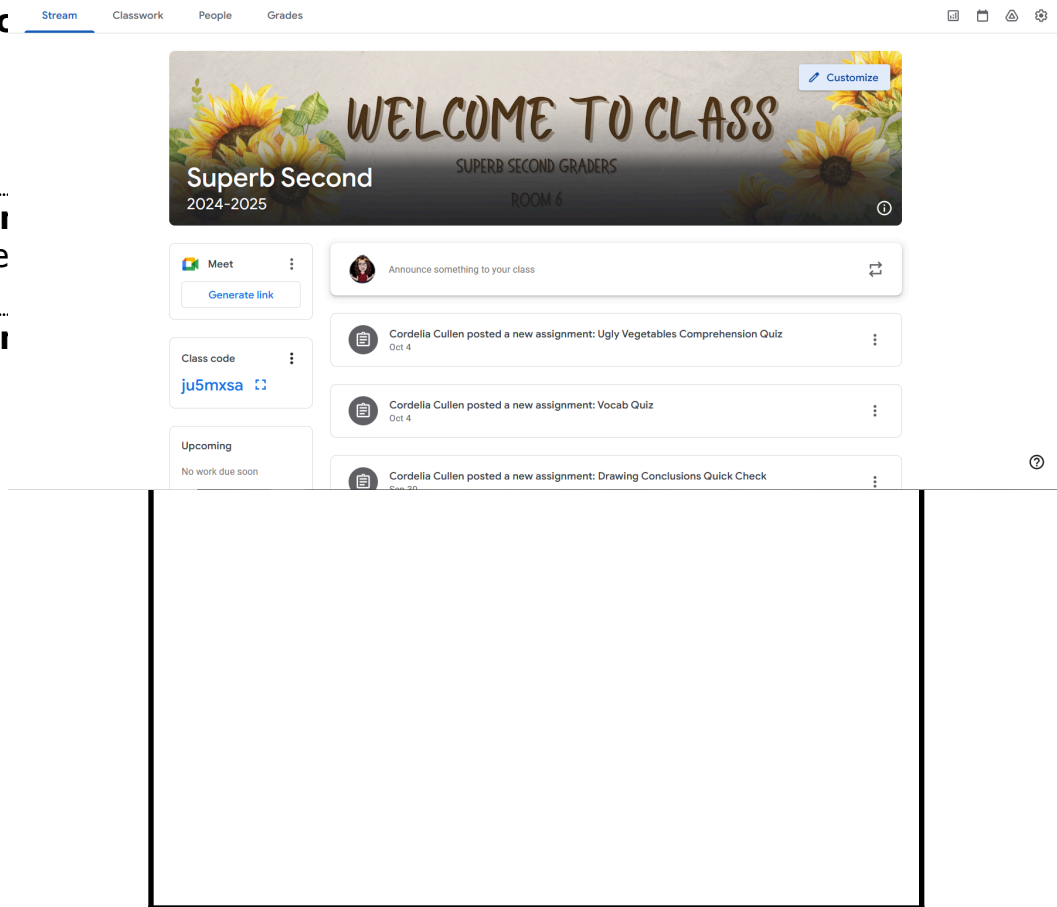 Stream Classwork People Grades
Customize
WELCOME TO CLASS
SUPERB SECOND GRADERS
ROOM 6
Superb Second
2024-2025
Meet
Generate link
Class code
ju5mxsa
Upcoming
No work due soon
Announce something to your class
Cordelia Cullen posted a new assignment: Ugly Vegetables Comprehension Quiz
Oct 4
Cordelia Cullen posted a new assignment: Vocab Quiz
Oct 4
Cordelia Cullen posted a new assignment: Drawing Conclusions Quick Check